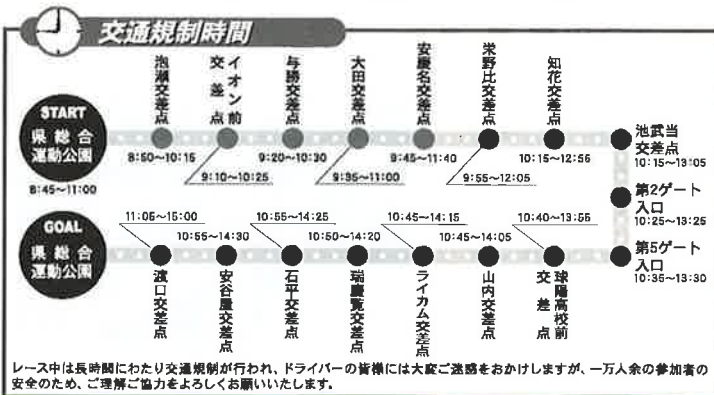 交通規制時間
START
県総合
運動公園
8:45~11:00
泡瀬交差点
8:50~10:15
イオン前
交差点
9:10~10:25
与勝交差点
9:20~10:30
大田交差点
9:35~11:00
安慶名交差点
9:45~11:40
栄野比交差点
9:55~12:05
知花交差点
10:15~12:56
池武当
交差点
10:15~13:05
第2ゲート
入口
10:25~13:25
第5ゲート
入口
10:35~13:30
球陽高校前
交差点
10:40~13:55
山内交差点
10:45~14:05
ライカム交差点
10:45~14:15
瑞慶覧交差点
10:50~14:20
石平交差点
10:55~14:25
安谷屋交差点
10:55~14:30
渡口交差点
11:05~15:00
GOAL
県総合
運動公園
レース中は長時間にわたり交通規制が行われ、ドライバーの皆様には大変ご迷惑をおかけしますが、一万人余の参加者の
安全のため、ご理解ご協力をよろしくお願いいたします。